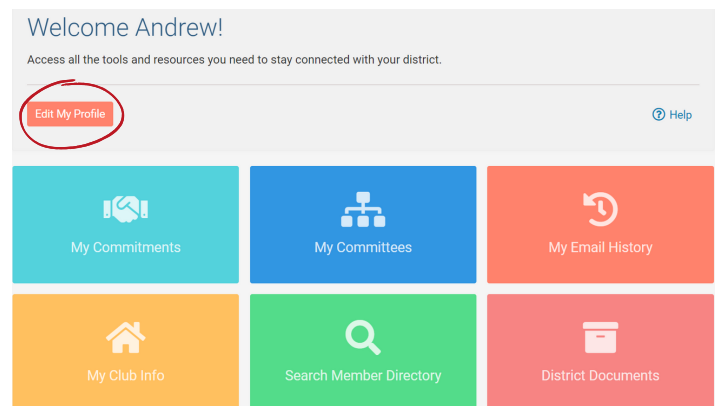 Welcome Andrew!
Access all the tools and resources you need to stay connected with your district.
Edit My Profile
Help
My Commitments
My Committees
My Email History
My Club Info
Search Member Directory
District Documents